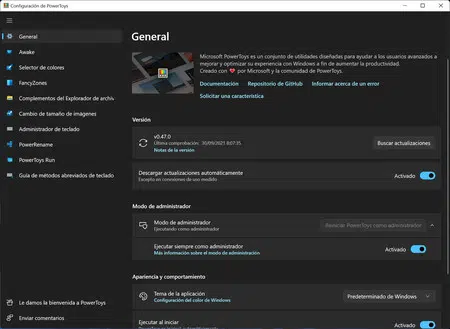 Configuración de PowerToys
General
Awake
Selector de colores
FancyZones
Complementos del Explorador de archiv
Cambio de tamaño de imágenes
Administrador de teclado
PowerRename
PowerToys Run
Guía de métodos abreviados de teclado
Le damos la bienvenida a PowerToys
Enviar comentarios
General
Microsoft PowerToys es un conjunto de utilidades diseñadas para ayudar a los usuarios avanzados a
mejorar y optimizar su experiencia con Windows a fin de aumentar la productividad.
Creado con ❤ por Microsoft y la comunidad de PowerToys.
Documentación Repositorio de GitHub Informar acerca de un error
Solicitar una característica
Versión
v0.47.0
Última comprobación: 30/09/2021 8:07:35
Notas de la versión
Buscar actualizaciones
Descargar actualizaciones automáticamente
Excepto en conexiones de uso medido
Activado
Modo de administrador
Modo de administrador
Ejecutando como administrador
Reiniciar PowerToys como administrador
Ejecutar siempre como administrador
Más información sobre el modo de administración
Activado
Apariencia y comportamiento
Tema de la aplicación
Configuración del color de Windows
Predeterminado de Windows
Ejecutar al iniciar
Activado